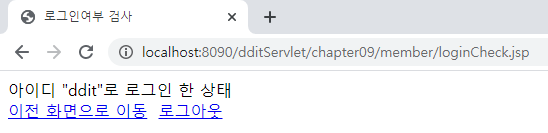 로그인여부 검사
localhost:8090/dditServlet/chapter09/member/loginCheck.jsp
아이디 "ddit"로 로그인 한 상태
이전 화면으로 이동 로그아웃